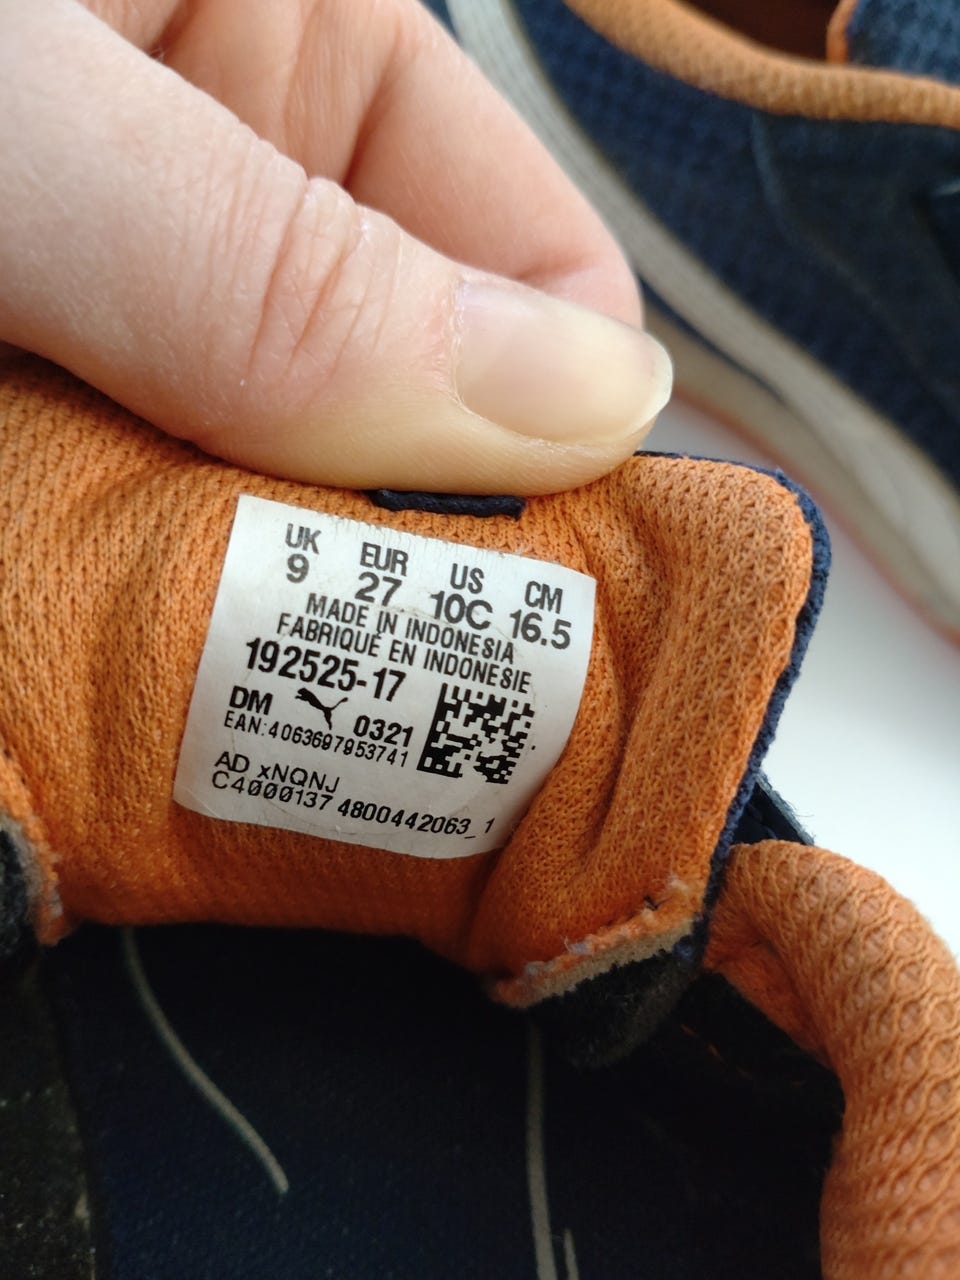 UK EUR US CM
9 27 10C 16.5
MADE IN INDONESIA
FABRIQUÉ EN INDONESIE
192525-17
DM 0321
EAN:4063697953741
AD xNQNJ
C4000137 4800442063_1